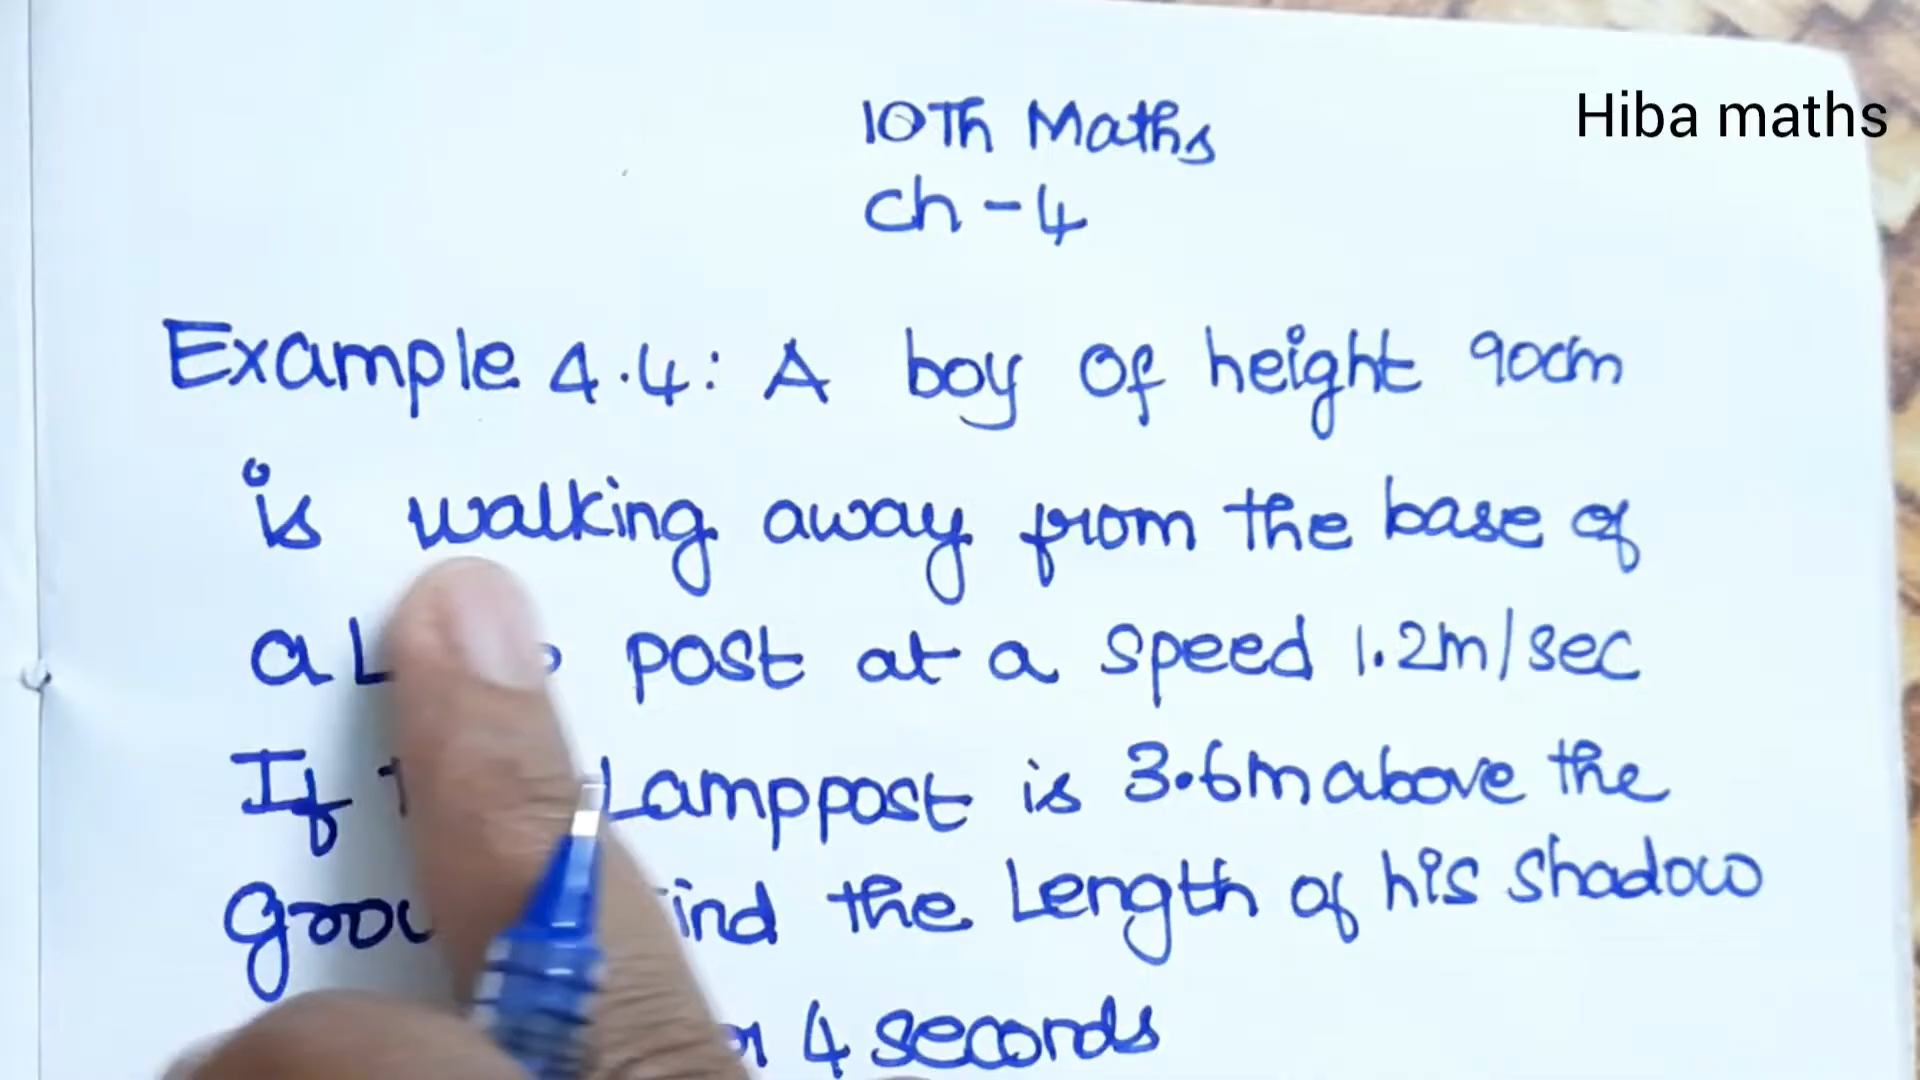 Hiba maths
10Th Maths
Ch - 4
Example 4.4: A boy of height 90cm
is walking away from the base of
a post at a speed 1.2m/sec
If Lamppost is 3.6m above the
the Length of his shadow
4 seconds